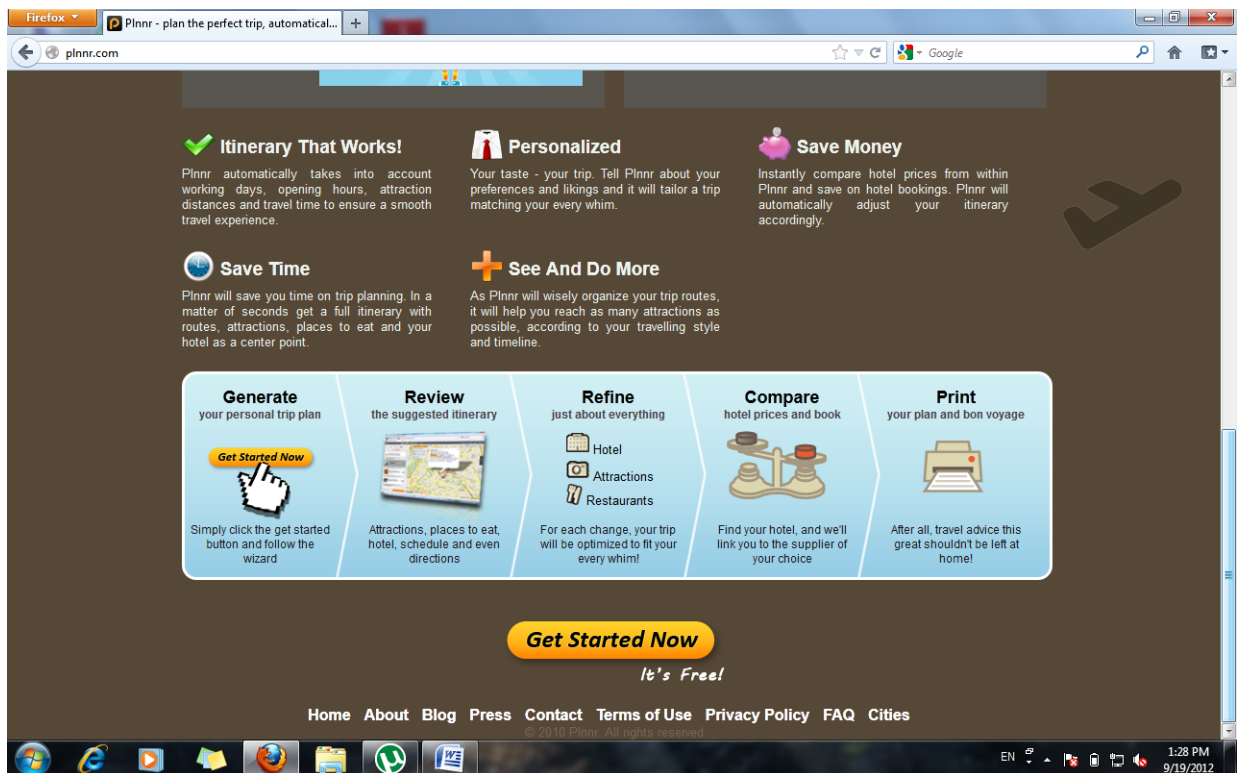 Firefox
Plnnr - plan the perfect trip, automatical...
plnnr.com
Google
Itinerary That Works!
Plnnr automatically takes into account
working days, opening hours, attraction
distances and travel time to ensure a smooth
travel experience.
Personalized
Your taste - your trip. Tell Plnnr about your
preferences and likings and it will tailor a trip
matching your every whim.
Save Money
Instantly compare hotel prices from within
Plnnr and save on hotel bookings. Plnnr will
automatically adjust your itinerary
accordingly.
Save Time
Plnnr will save you time on trip planning. In a
matter of seconds get a full itinerary with
routes, attractions, places to eat and your
hotel as a center point.
See And Do More
As Plnnr will wisely organize your trip routes,
it will help you reach as many attractions as
possible, according to your travelling style
and timeline.
Generate
your personal trip plan
Get Started Now
Simply click the get started
button and follow the
wizard
Review
the suggested itinerary
Attractions, places to eat,
hotel, schedule and even
directions
Refine
just about everything
Hotel
Attractions
Restaurants
For each change, your trip
will be optimized to fit your
every whim!
Compare
hotel prices and book
Find your hotel, and we'll
link you to the supplier of
your choice
Print
your plan and bon voyage
After all, travel advice this
great shouldn't be left at
home!
Get Started Now
It's Free!
Home About Blog Press Contact Terms of Use Privacy Policy FAQ Cities
© 2010 Plnnr. All rights reserved
EN
1:28 PM
9/19/2012